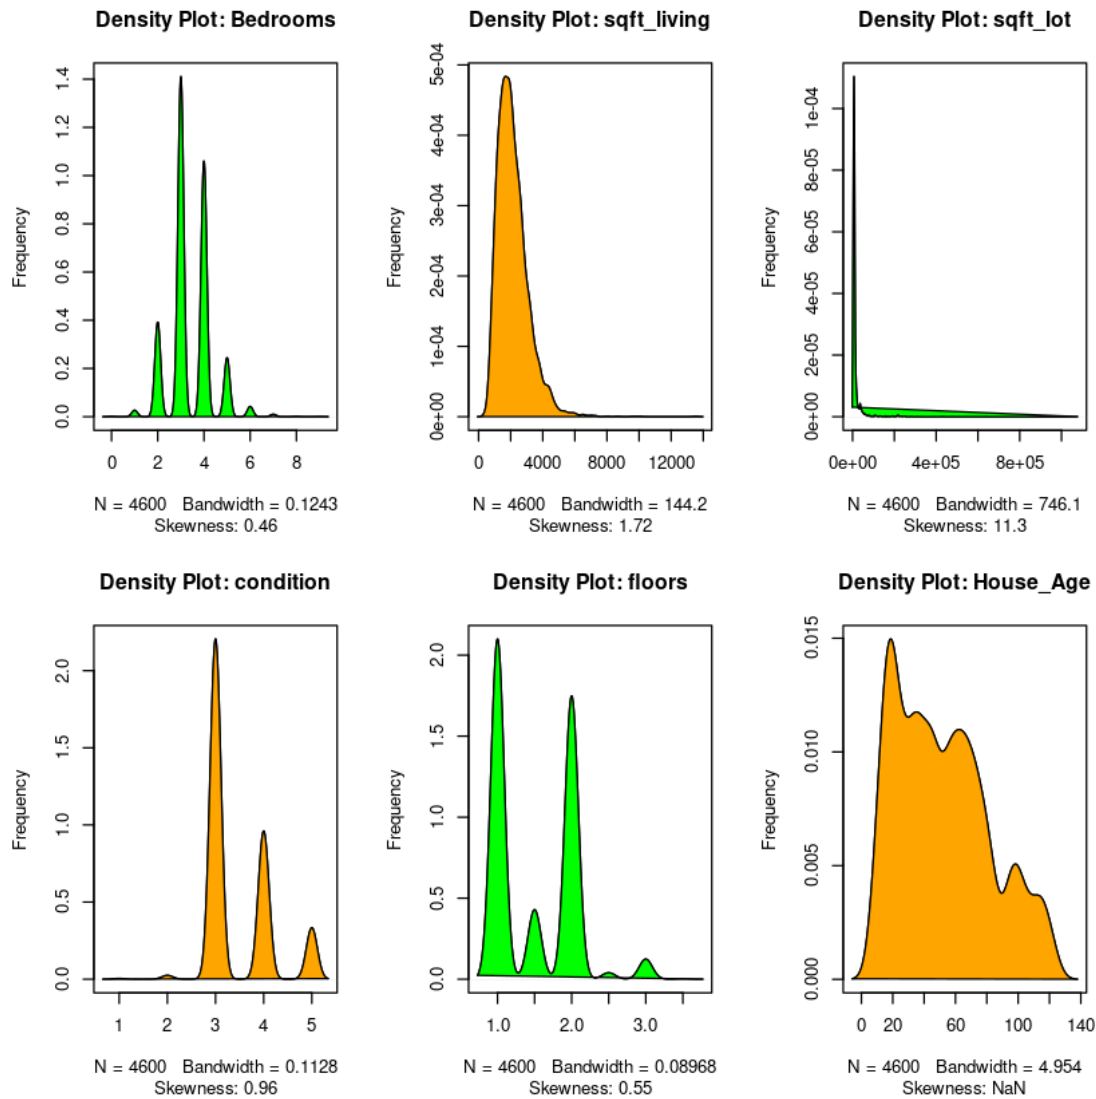 Density Plot: Bedrooms
Frequency
0.0 0.2 0.4 0.6 0.8 1.0 1.2 1.4
0 2 4 6 8
N = 4600 Bandwidth = 0.1243
Skewness: 0.46
Density Plot: sqft_living
Frequency
0e+00 1e-04 2e-04 3e-04 4e-04 5e-04
0 4000 8000 12000
N = 4600 Bandwidth = 144.2
Skewness: 1.72
Density Plot: sqft_lot
Frequency
0e+00 2e-05 4e-05 6e-05 8e-05 1e-04
0e+00 4e+05 8e+05
N = 4600 Bandwidth = 746.1
Skewness: 11.3
Density Plot: condition
Frequency
0.0 0.5 1.0 1.5 2.0
1 2 3 4 5
N = 4600 Bandwidth = 0.1128
Skewness: 0.96
Density Plot: floors
Frequency
0.0 0.5 1.0 1.5 2.0
1.0 2.0 3.0
N = 4600 Bandwidth = 0.08968
Skewness: 0.55
Density Plot: House_Age
Frequency
0.000 0.005 0.010 0.015
0 20 60 100 140
N = 4600 Bandwidth = 4.954
Skewness: NaN